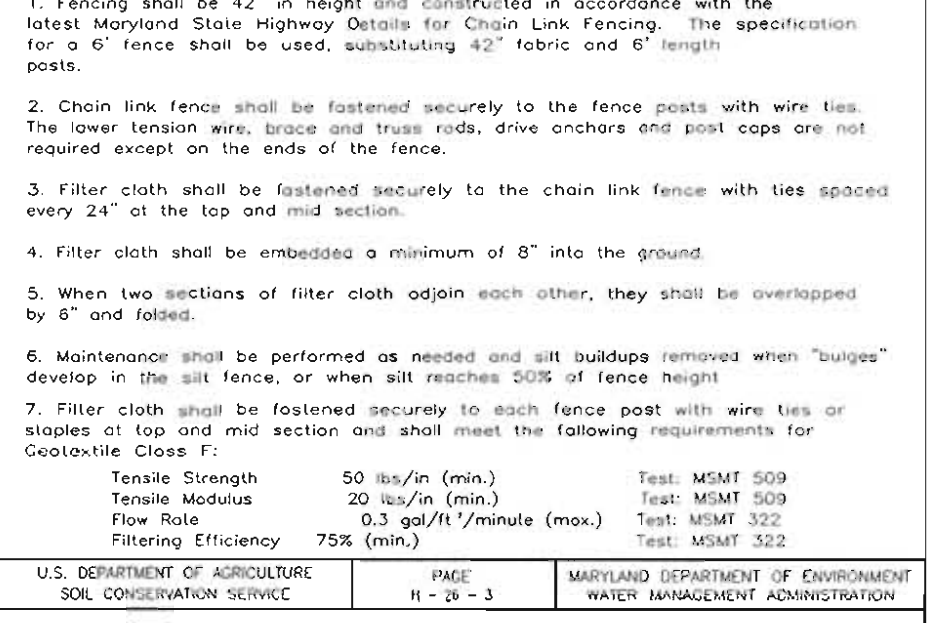 1. Fencing shall be 42" in height and constructed in accordance with the
latest Maryland State Highway Details for Chain Link Fencing. The specification
for a 6' fence shall be used, substituting 42" fabric and 6' length
posts.
2. Chain link fence shall be fastened securely to the fence posts with wire ties.
The lower tension wire, brace and truss rods, drive anchors and post caps are not
required except on the ends of the fence.
3. Filter cloth shall be fastened securely to the chain link fence with ties spaced
every 24" at the top and mid section.
4. Filter cloth shall be embedded a minimum of 8" into the ground.
5. When two sections of filter cloth adjoin each other, they shall be overlapped
by 6" and folded.
6. Maintenance shall be performed as needed and silt buildups removed when "bulges"
develop in the silt fence, or when silt reaches 50% of fence height
7. Filter cloth shall be fastened securely to each fence post with wire ties or
staples at top and mid section and shall meet the following requirements for
Geotextile Class F:
Tensile Strength 50 lbs/in (min.) Test: MSMT 509
Tensile Modulus 20 lbs/in (min.) Test: MSMT 509
Flow Rate 0.3 gal/ft²/minute (max.) Test: MSMT 322
Filtering Efficiency 75% (min.) Test: MSMT 322
U.S. DEPARTMENT OF AGRICULTURE
SOIL CONSERVATION SERVICE
PAGE
H - 26 - 3
MARYLAND DEPARTMENT OF ENVIRONMENT
WATER MANAGEMENT ADMINISTRATION